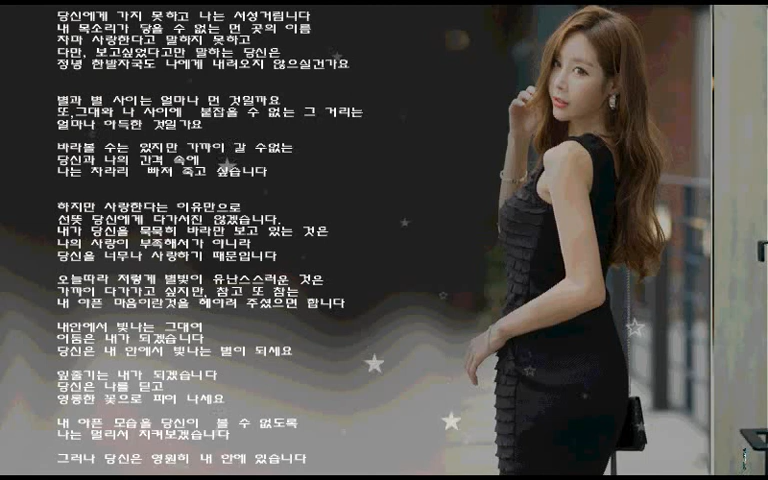 당신에게 가지 못하고 나는 서성거립니다
내 목소리가 닿을 수 없는 먼 곳의 이름
차마 사랑한다고 말하지 못하고
다만, 보고싶었다고만 말하는 당신은
정녕 한발자국도 나에게 내려오지 않으실건가요
별과 별 사이는 얼마나 먼 것일까요
또,그대와 나 사이에 붙잡을 수 없는 그 거리는
얼마나 아득한 것일가요
바라볼 수는 있지만 가까이 갈 수없는
당신과 나의 간격 속에
나는 차라리 빠져 죽고 싶습니다
하지만 사랑한다는 이유만으로
선뜻 당신에게 다가서진 않겠습니다.
내가 당신을 묵묵히 바라만 보고 있는 것은
나의 사랑이 부족해서가 아니라
당신을 너무나 사랑하기 때문입니다
오늘따라 저렇게 별빛이 유난스스러운 것은
가까이 다가가고 싶지만, 참고 또 참는
내 아픈 마음이란것을 헤이려 주셨으면 합니다
내안에서 빛나는 그대여
어둠은 내가 되겠습니다
당신은 내 안에서 빛나는 별이 되세요
잎줄기는 내가 되겠습니다
당신은 나를 딛고
영롱한 꽃으로 피어 나세요
내 아픈 모습을 당신이 볼 수 없도록
나는 멀리서 지켜보겠습니다
그러나 당신은 영원히 내 안에 있습니다